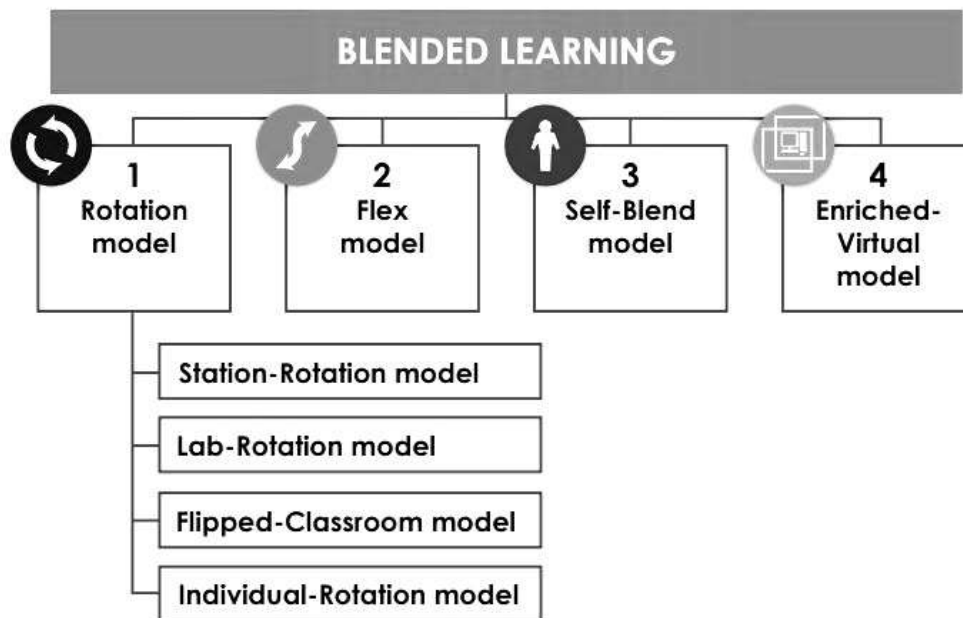 BLENDED LEARNING
1
Rotation
model
2
Flex
model
3
Self-Blend
model
4
Enriched-
Virtual
model
Station-Rotation model
Lab-Rotation model
Flipped-Classroom model
Individual-Rotation model